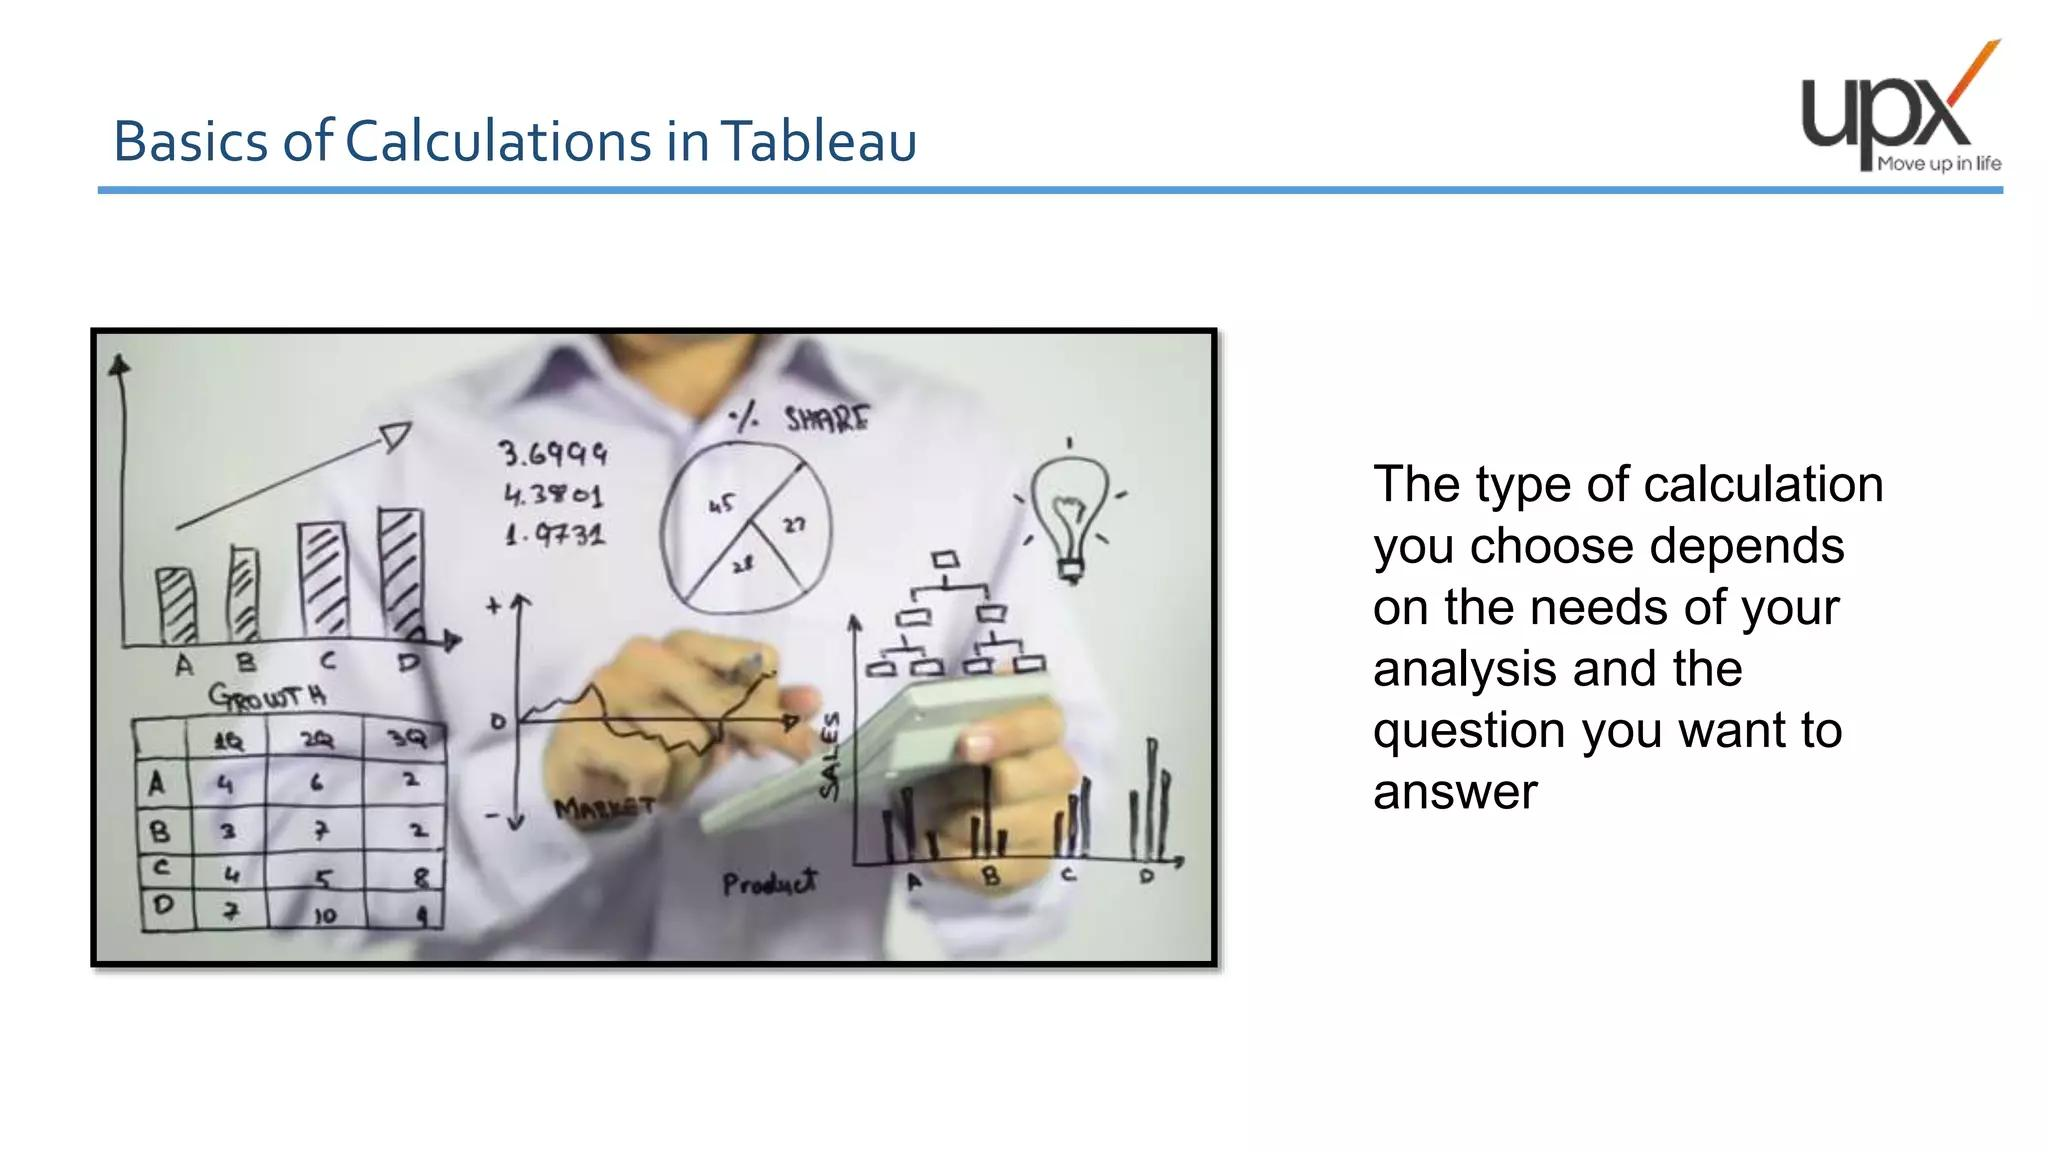 Basics of Calculations in Tableau
upx
Move up in life
% SHARE
3.6999
4.3801
1.9731
45
27
28
A B C D
GROWTH
1Q 2Q 3Q
A 4 6 2
B 3 7 2
C 4 5 8
D 7 10 9
+
0
-
MARKET
SALES
Product
A B C D
The type of calculation
you choose depends
on the needs of your
analysis and the
question you want to
answer